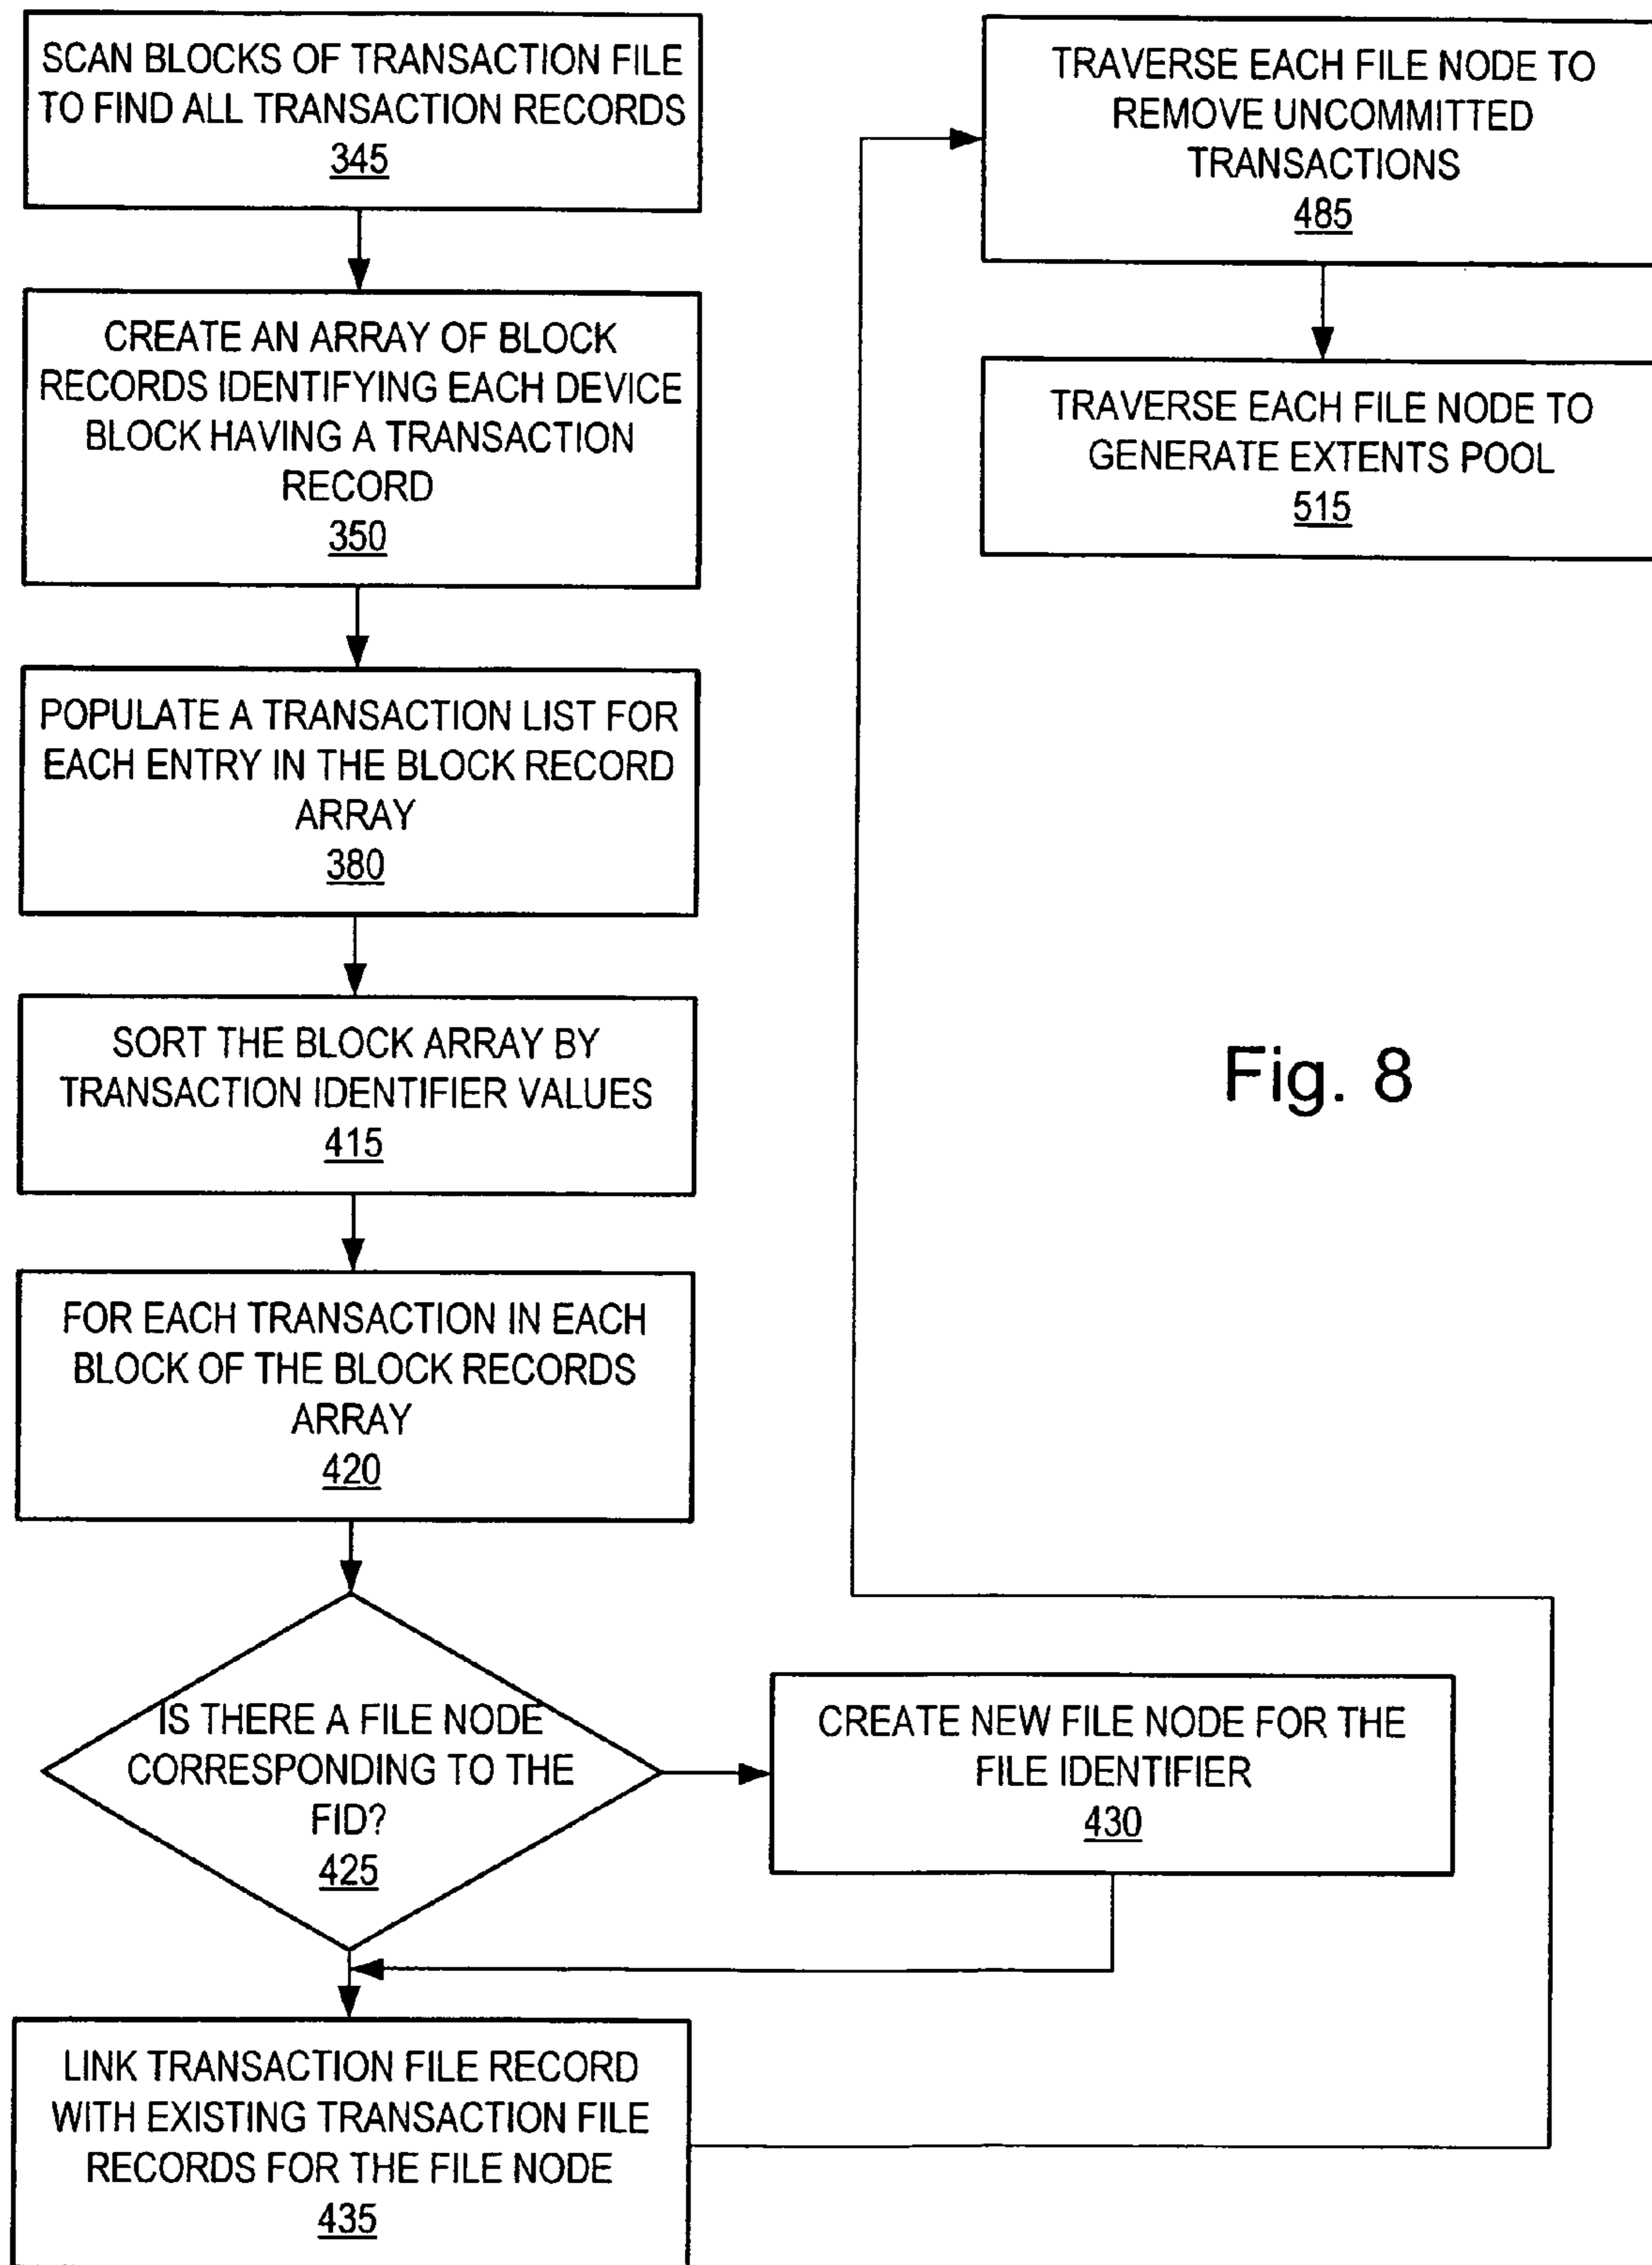 SCAN BLOCKS OF TRANSACTION FILE
TO FIND ALL TRANSACTION RECORDS
345
CREATE AN ARRAY OF BLOCK
RECORDS IDENTIFYING EACH DEVICE
BLOCK HAVING A TRANSACTION
RECORD
350
POPULATE A TRANSACTION LIST FOR
EACH ENTRY IN THE BLOCK RECORD
ARRAY
380
SORT THE BLOCK ARRAY BY
TRANSACTION IDENTIFIER VALUES
415
FOR EACH TRANSACTION IN EACH
BLOCK OF THE BLOCK RECORDS
ARRAY
420
IS THERE A FILE NODE
CORRESPONDING TO THE
FID?
425
CREATE NEW FILE NODE FOR THE
FILE IDENTIFIER
430
LINK TRANSACTION FILE RECORD
WITH EXISTING TRANSACTION FILE
RECORDS FOR THE FILE NODE
435
TRAVERSE EACH FILE NODE TO
REMOVE UNCOMMITTED
TRANSACTIONS
485
TRAVERSE EACH FILE NODE TO
GENERATE EXTENTS POOL
515
Fig. 8